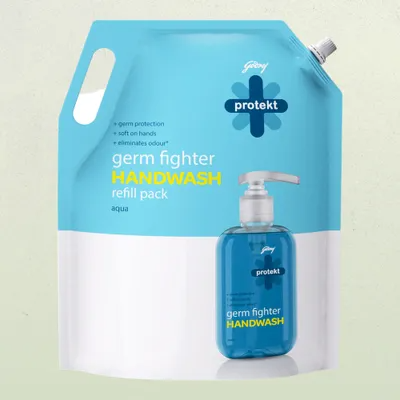 Godrej
protekt
+ germ protection
+ soft on hands
+ eliminates odour*
germ fighter
HANDWASH
refill pack
aqua
Godrej
protekt
germ fighter
HANDWASH